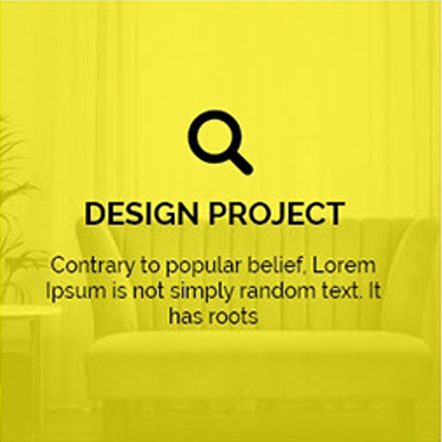 DESIGN PROJECT
Contrary to popular belief, Lorem
Ipsum is not simply random text. It
has roots